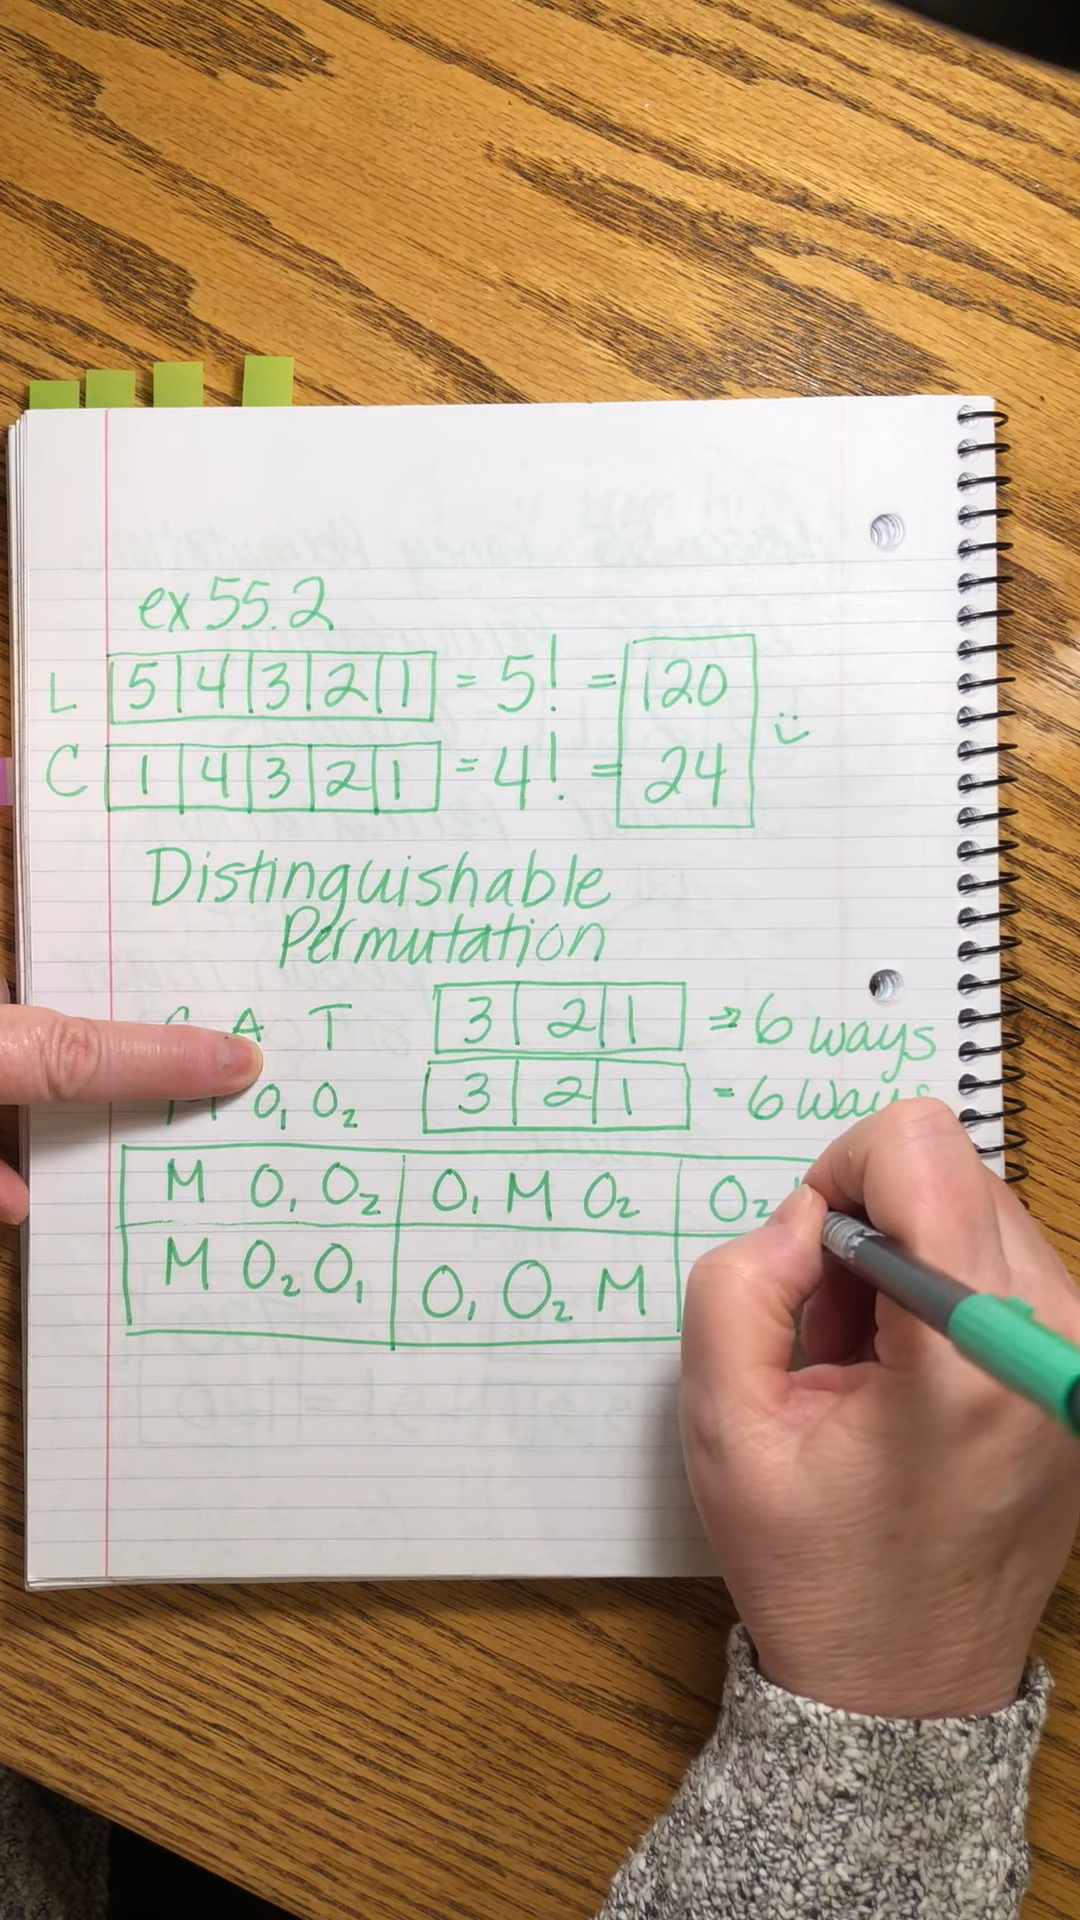 ex 55.2
L 5 4 3 2 1 = 5! = 120
C 1 4 3 2 1 = 4! = 24
Distinguishable
Permutation
A T 3 2 1 ⇒ 6 ways
M O₁ O₂ 3 2 1 = 6 ways
M O₁ O₂ O₁ M O₂ O₂
M O₂ O₁ O₁ O₂ M